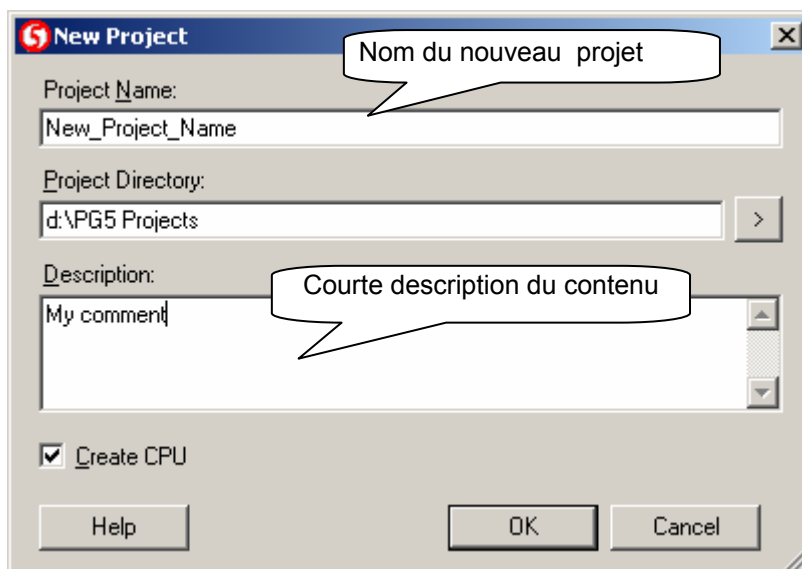 New Project
Nom du nouveau projet
Project Name:
New_Project_Name
Project Directory:
d:\PG5 Projects
>
Description:
Courte description du contenu
My comment
Create CPU
Help
OK
Cancel